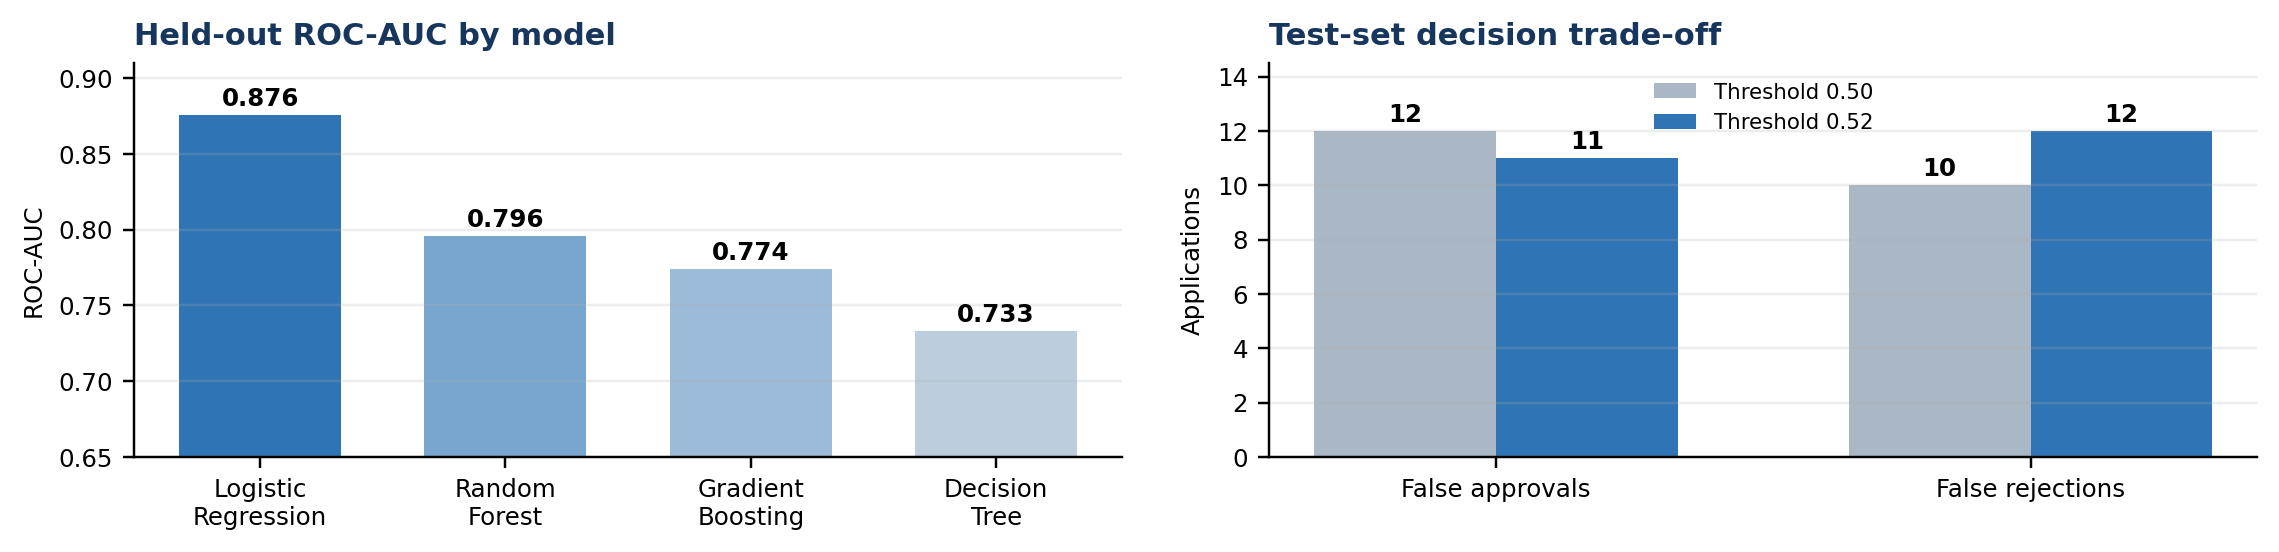 Held-out ROC-AUC by model
ROC-AUC
0.90
0.85
0.80
0.75
0.70
0.65
0.876
0.796
0.774
0.733
Logistic
Regression
Random
Forest
Gradient
Boosting
Decision
Tree
Test-set decision trade-off
Applications
14
12
10
8
6
4
2
0
Threshold 0.50
Threshold 0.52
12
11
10
12
False approvals
False rejections